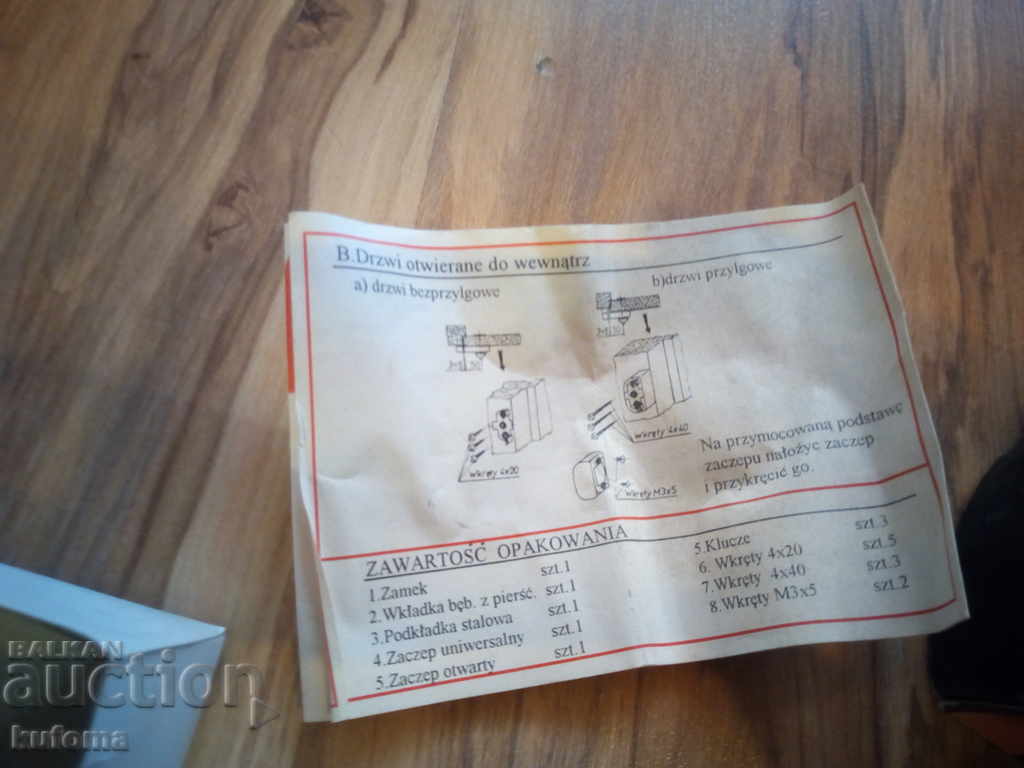 B.Drzwi otwierane do wewnątrz
a) drzwi bezprzylgowe
b)drzwi przylgowe
Wkręty 4x20
Wkręty 4x40
Wkręty M3x5
Na przymocowaną podstawę
zaczepu nałożyc zaczep
i przykręcić go.
ZAWARTOŚĆ OPAKOWANIA
1.Zamek szt.1
2.Wkładka bęb. z pierść. szt.1
3.Podkładka stalowa szt.1
4.Zaczep uniwersalny szt.1
5.Zaczep otwarty szt.1
5.Klucze szt.3
6. Wkręty 4x20 szt.5
7.Wkręty 4x40 szt.3
8.Wkręty M3x5 szt.2
BALKAN
auction
kufoma